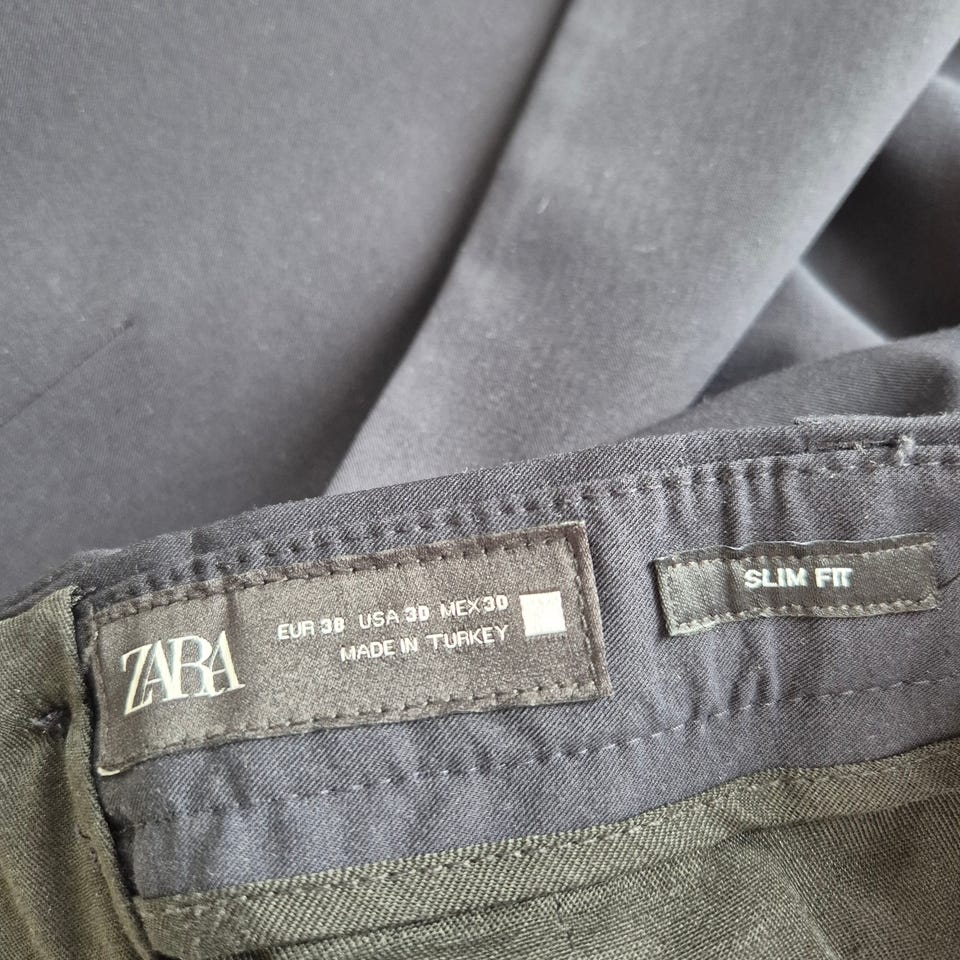 ZARA
EUR 38 USA 30 MEX 30
MADE IN TURKEY
SLIM FIT